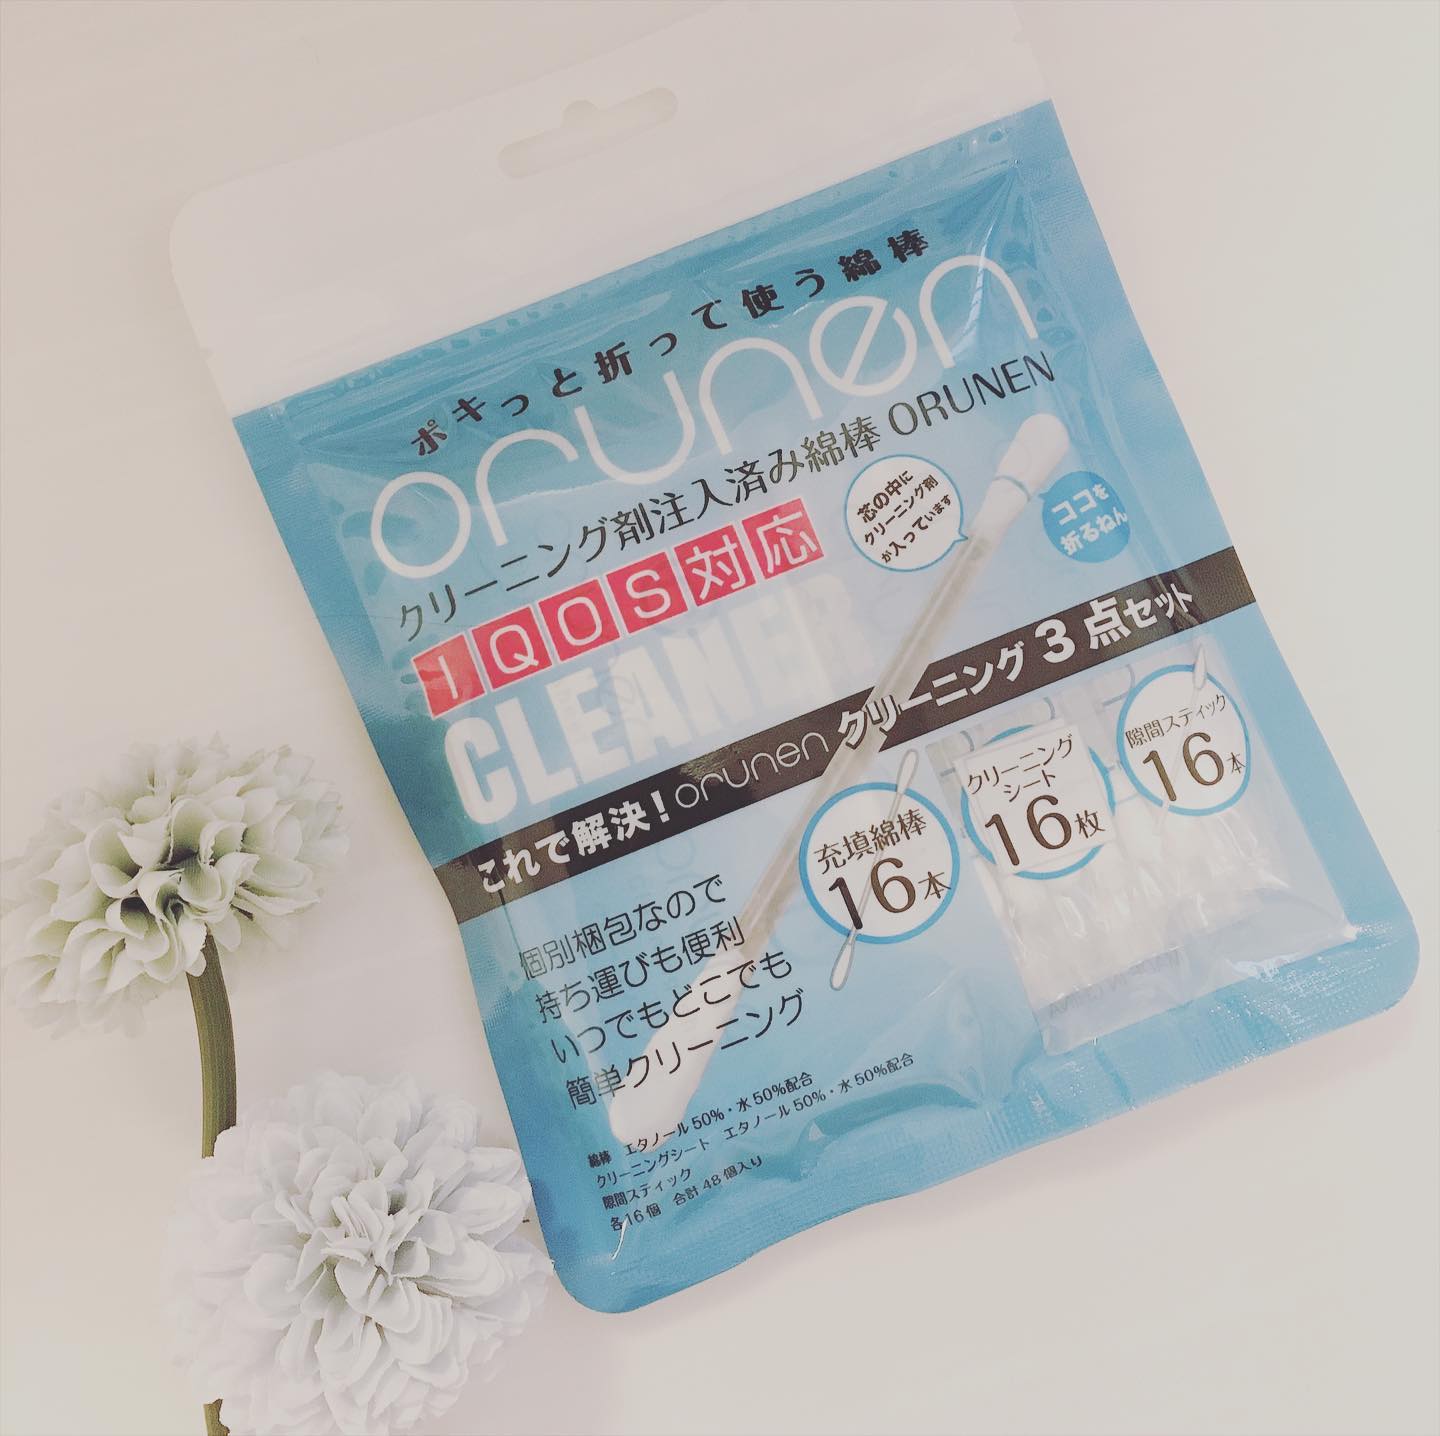 ポキっと折って使う綿棒
orunen
クリーニング剤注入済み綿棒 ORUNEN
IQOS対応
CLEANER
芯の中に
クリーニング剤
が入っています
ココを
折るねん
これで解決！orunen クリーニング3点セット
充填綿棒
16本
クリーニング
シート
16枚
隙間スティック
16本
個別梱包なので
持ち運びも便利
いつでもどこでも
簡単クリーニング
綿棒 エタノール50%・水50%配合
クリーニングシート エタノール50%・水50%配合
隙間スティック
各16個 合計48個入り